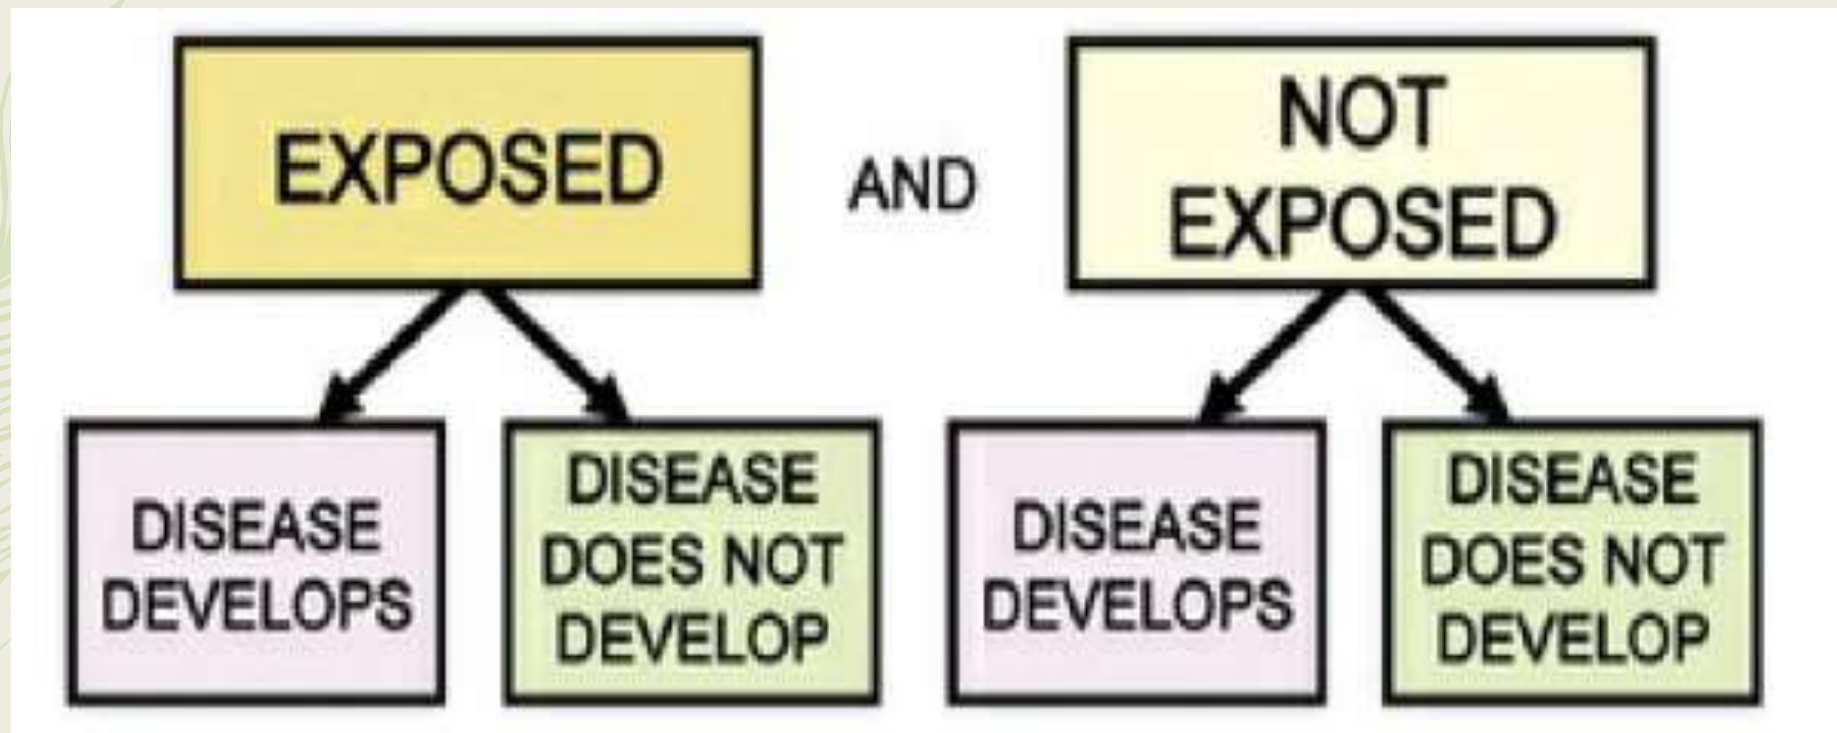 EXPOSED
AND
NOT
EXPOSED
DISEASE
DEVELOPS
DISEASE
DOES NOT
DEVELOP
DISEASE
DEVELOPS
DISEASE
DOES NOT
DEVELOP